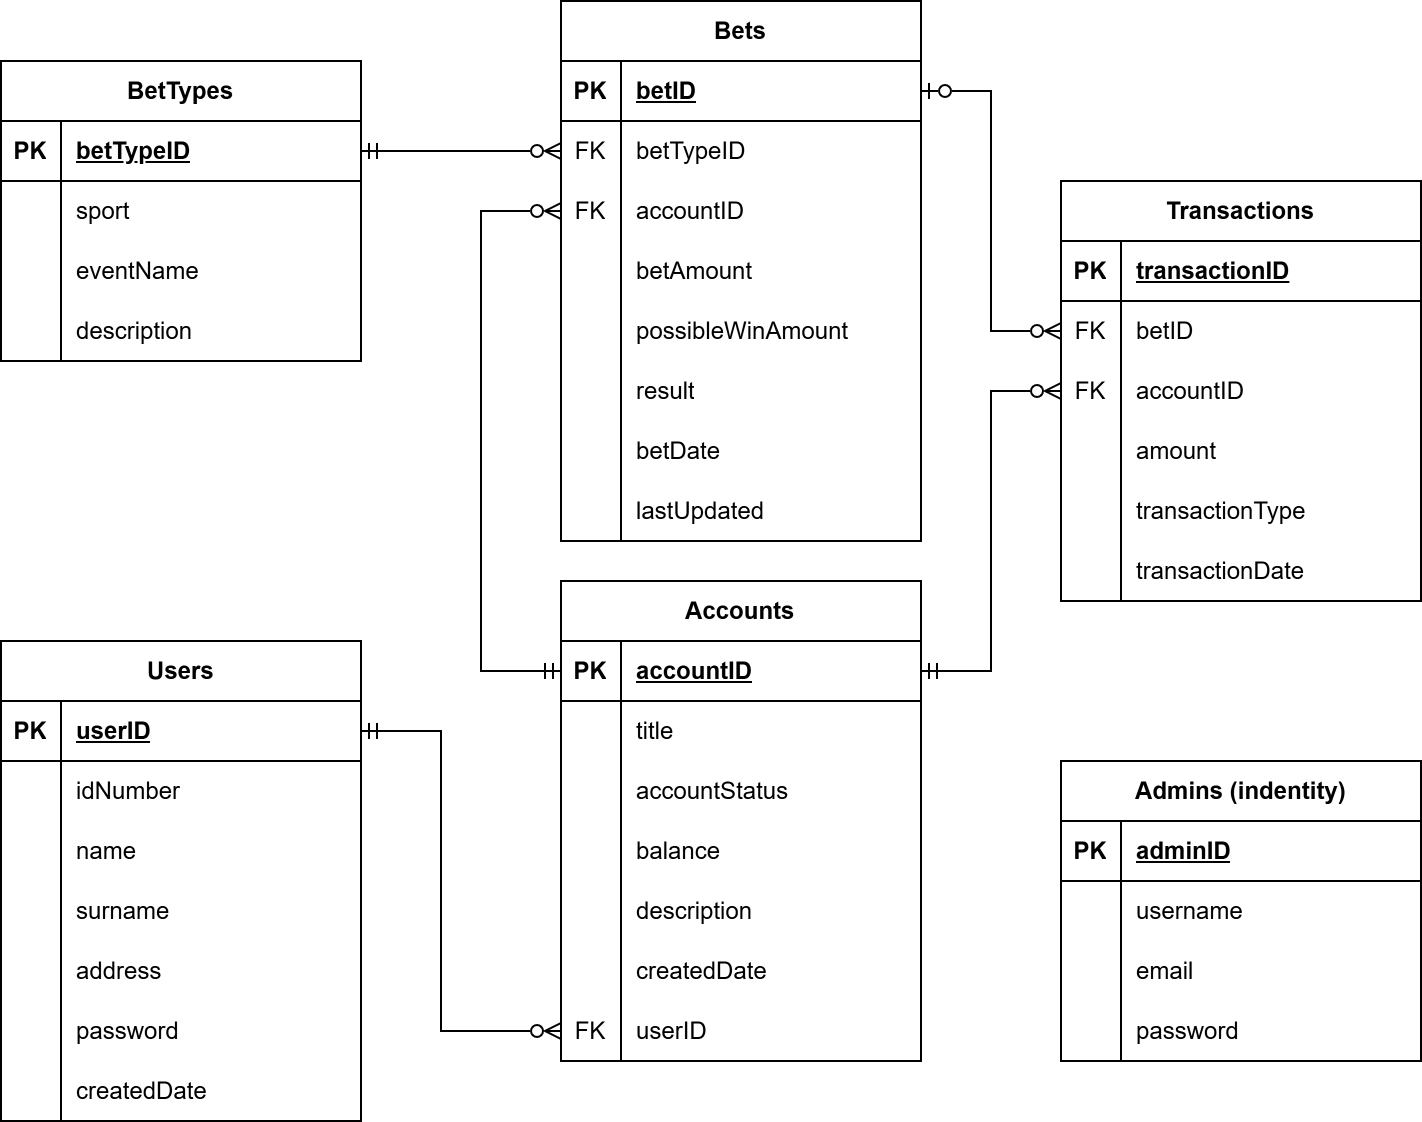 Bets
PK betID
FK betTypeID
FK accountID
betAmount
possibleWinAmount
result
betDate
lastUpdated
BetTypes
PK betTypeID
sport
eventName
description
Transactions
PK transactionID
FK betID
FK accountID
amount
transactionType
transactionDate
Accounts
PK accountID
title
accountStatus
balance
description
createdDate
FK userID
Users
PK userID
idNumber
name
surname
address
password
createdDate
Admins (indentity)
PK adminID
username
email
password